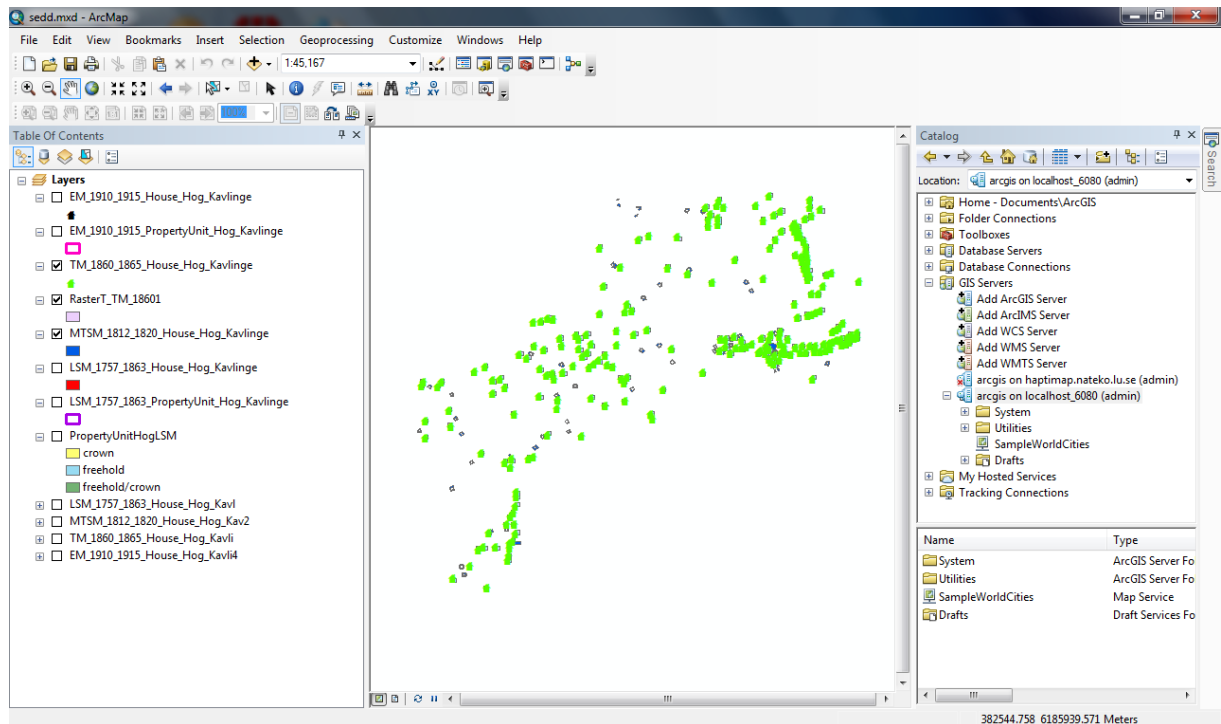 sedd.mxd - ArcMap
File Edit View Bookmarks Insert Selection Geoprocessing Customize Windows Help
1:45,167
100%
Table Of Contents
Layers
EM_1910_1915_House_Hog_Kavlinge
EM_1910_1915_PropertyUnit_Hog_Kavlinge
TM_1860_1865_House_Hog_Kavlinge
RasterT_TM_18601
MTSM_1812_1820_House_Hog_Kavlinge
LSM_1757_1863_House_Hog_Kavlinge
LSM_1757_1863_PropertyUnit_Hog_Kavlinge
PropertyUnitHogLSM
crown
freehold
freehold/crown
LSM_1757_1863_House_Hog_Kavl
MTSM_1812_1820_House_Hog_Kav2
TM_1860_1865_House_Hog_Kavli
EM_1910_1915_House_Hog_Kavli4
Catalog
Location: arcgis on localhost_6080 (admin)
Home - Documents\ArcGIS
Folder Connections
Toolboxes
Database Servers
Database Connections
GIS Servers
Add ArcGIS Server
Add ArcIMS Server
Add WCS Server
Add WMS Server
Add WMTS Server
arcgis on haptimap.nateko.lu.se (admin)
arcgis on localhost_6080 (admin)
System
Utilities
SampleWorldCities
Drafts
My Hosted Services
Tracking Connections
Name Type
System ArcGIS Server Fo
Utilities ArcGIS Server Fo
SampleWorldCities Map Service
Drafts Draft Services Fo
Search
382544.758 6185939.571 Meters